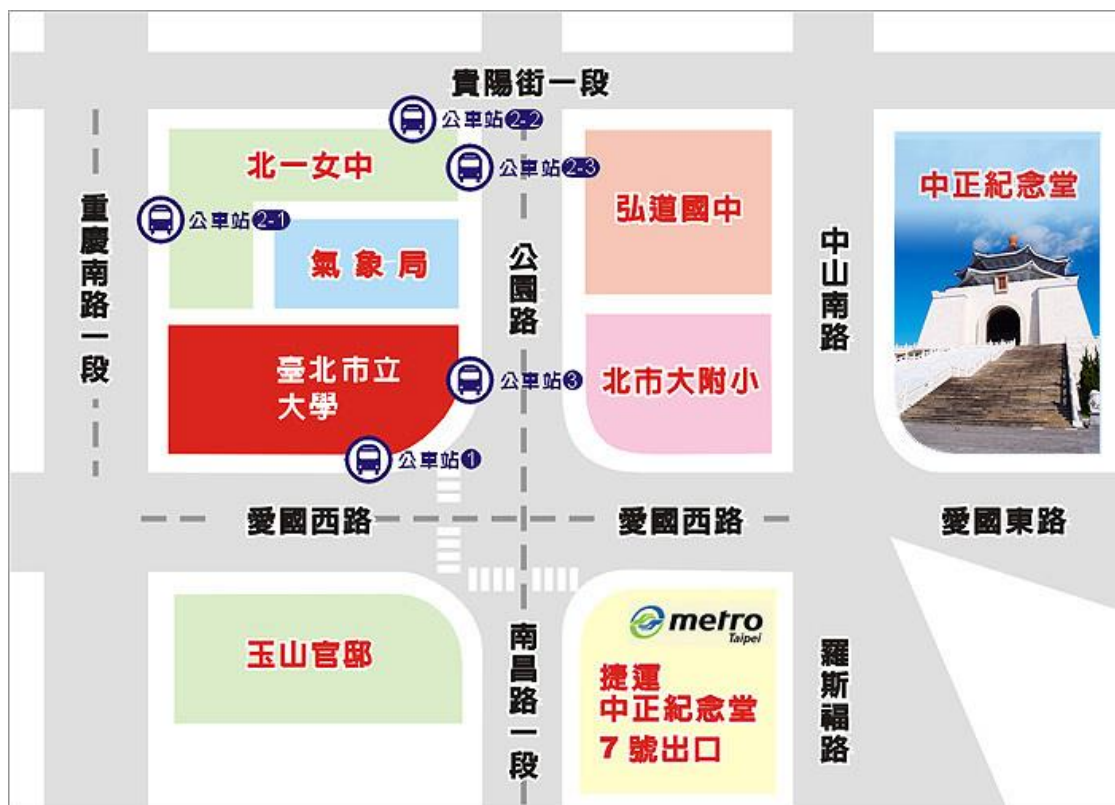 貴陽街一段
公車站2-2
北一女中
公車站2-3
中正紀念堂
弘道國中
公車站2-1
重慶南路一段
氣象局
公園路
中山南路
臺北市立
大學
公車站3
北市大附小
公車站1
愛國西路
愛國西路
愛國東路
metro
Taipei
玉山官邸
南昌路一段
捷運
中正紀念堂
7號出口
羅斯福路